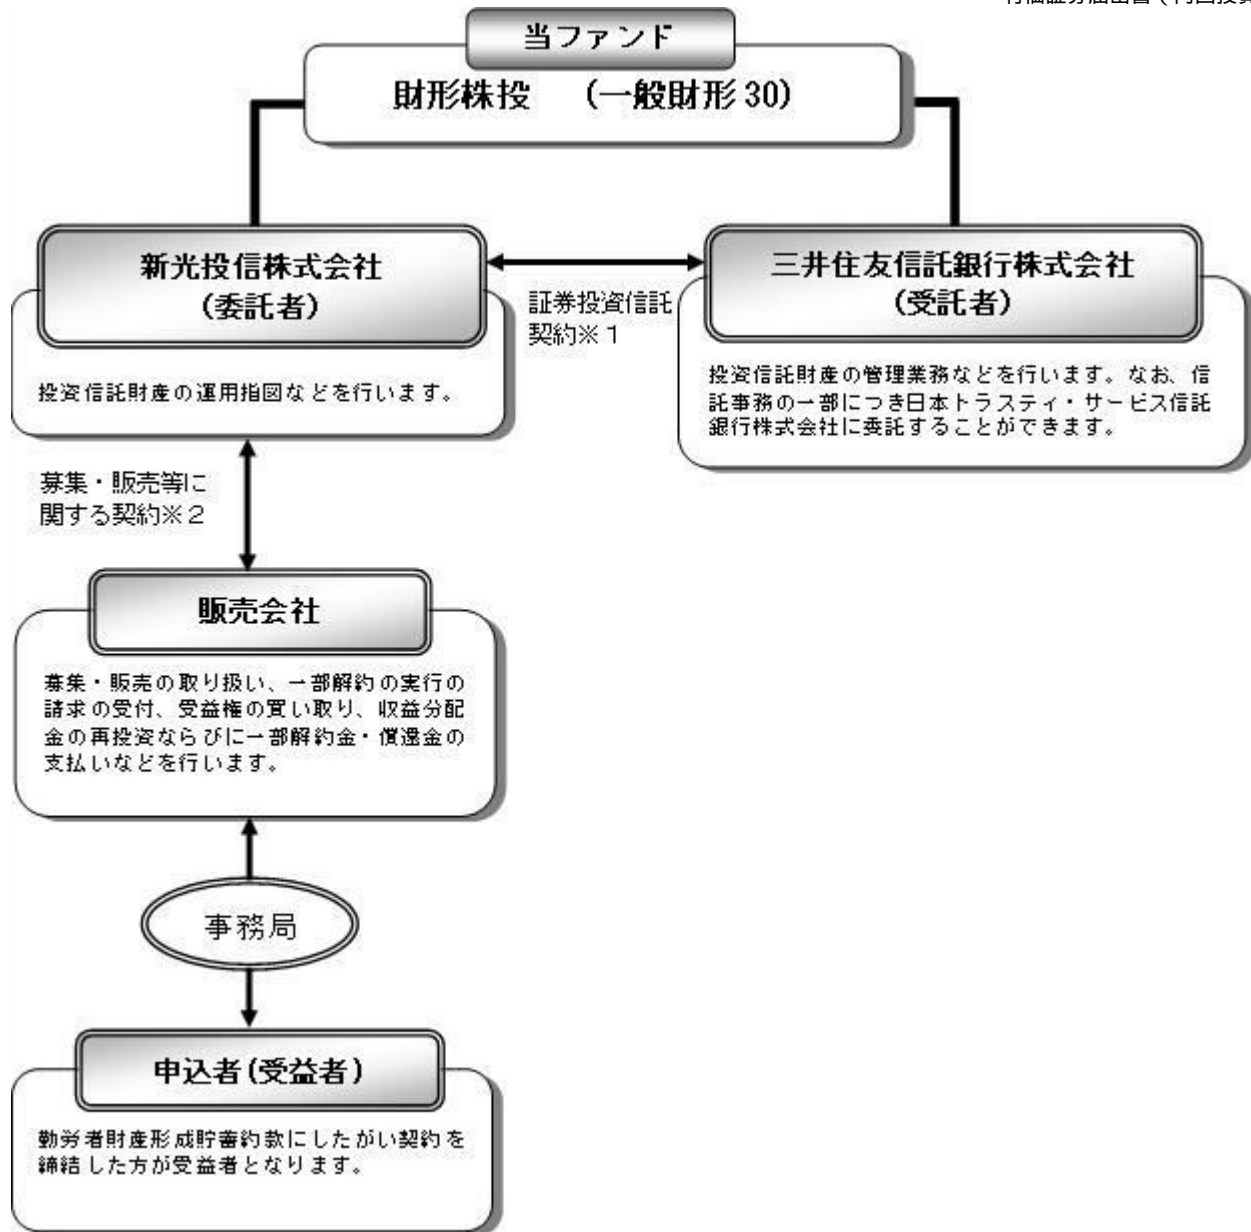 当ファンド
財形株投 (一般財形30)
新光投信株式会社
(委託者)
投資信託財産の運用指図などを行います。
証券投資信託
契約※1
三井住友信託銀行株式会社
(受託者)
投資信託財産の管理業務などを行います。なお、信
託事務の一部につき日本トラスティ・サービス信託
銀行株式会社に委託することができます。
募集・販売等に
関する契約※2
販売会社
募集・販売の取り扱い、一部解約の実行の
請求の受付、受益権の買い取り、収益分配
金の再投資ならびに一部解約金・償還金の
支払いなどを行います。
事務局
申込者(受益者)
勤労者財産形成貯蓄約款にしたがい契約を
締結した方が受益者となります。